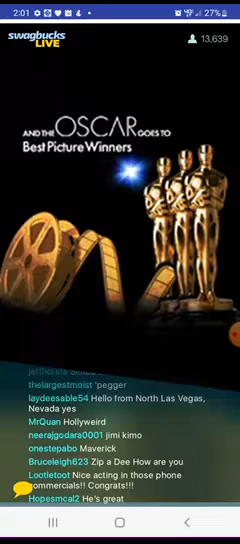 2:01
27%
swagbucks
LIVE
13,639
AND THE OSCAR GOES TO
Best Picture Winners
thelargestmoist 'pegger
laydeesable54 Hello from North Las Vegas,
Nevada yes
MrQuan Hollyweird
neerajgodara0001 jimi kimo
onestepabo Maverick
Bruceleigh623 Zip a Dee How are you
Lootletoot Nice acting in those phone
commercials!! Congrats!!!
Hopesmcal2 He's great